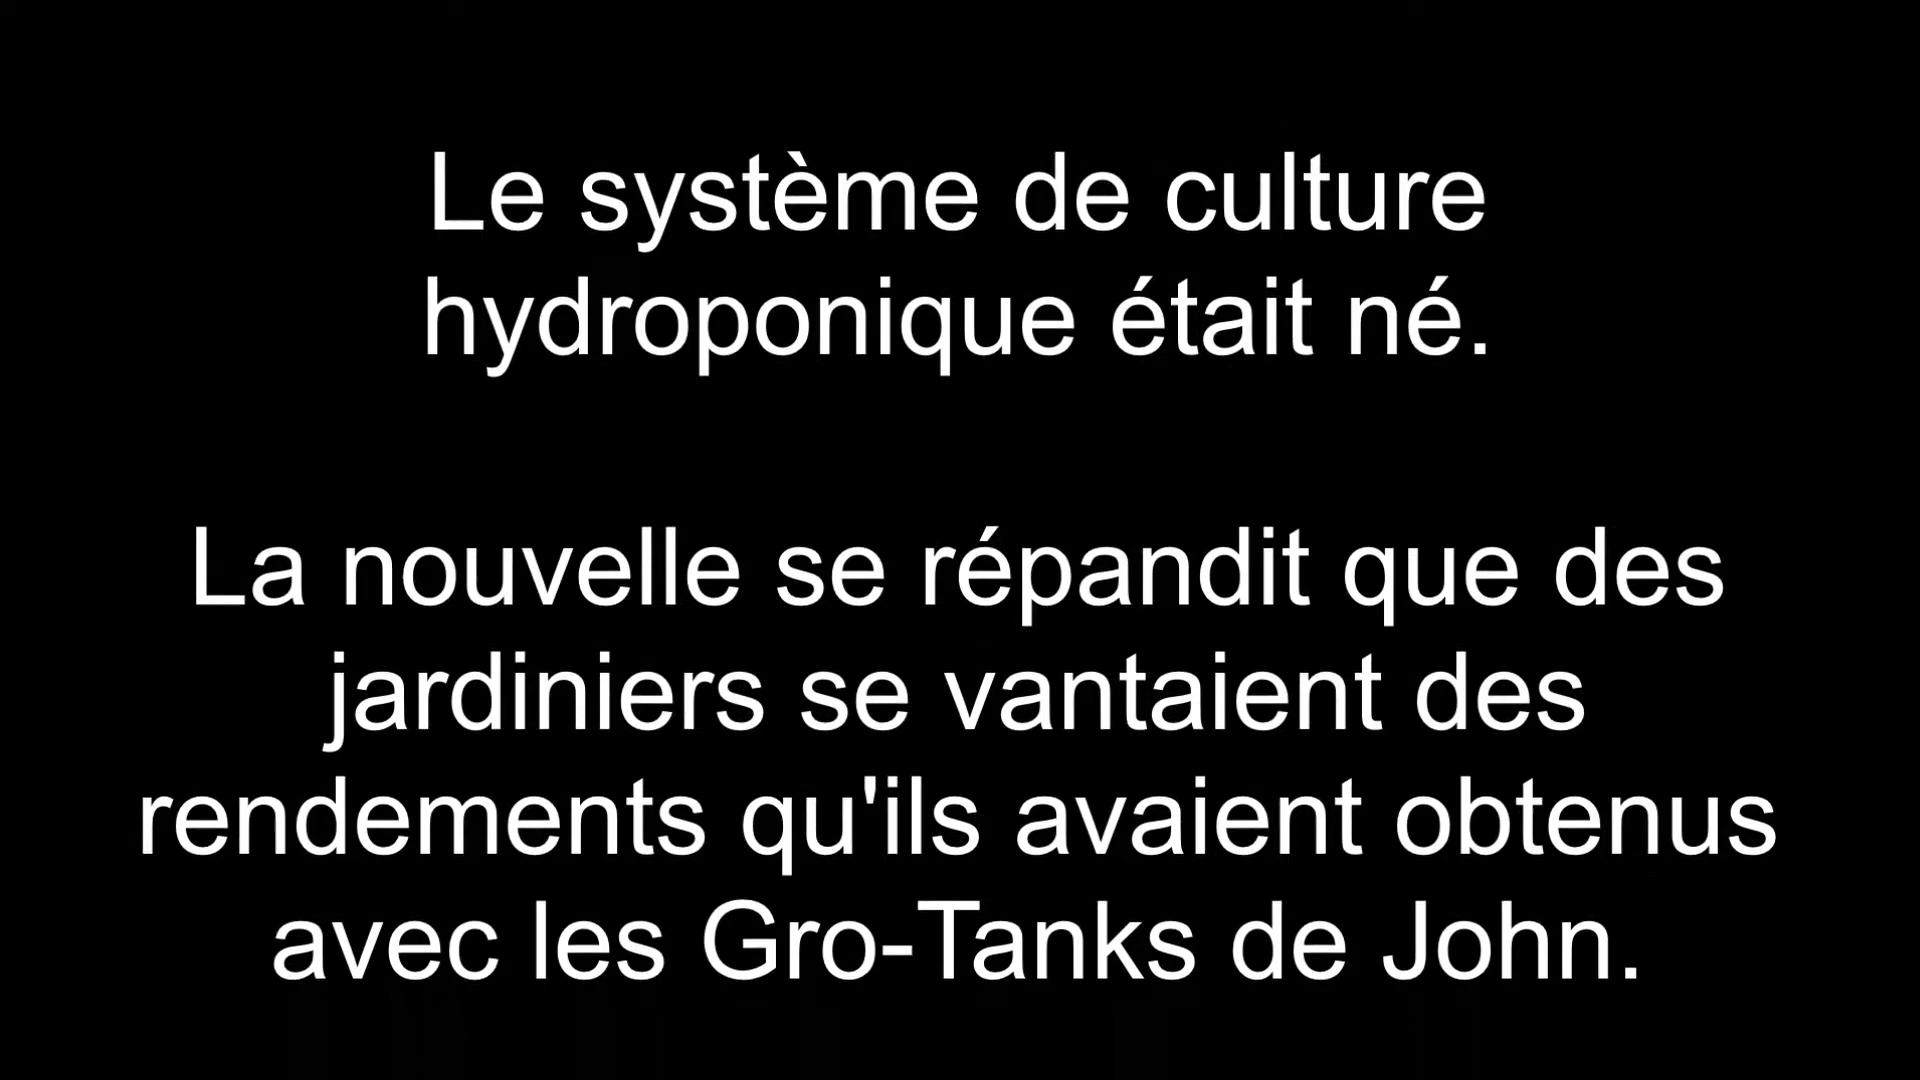 Le système de culture
hydroponique était né.
La nouvelle se répandit que des
jardiniers se vantaient des
rendements qu'ils avaient obtenus
avec les Gro-Tanks de John.